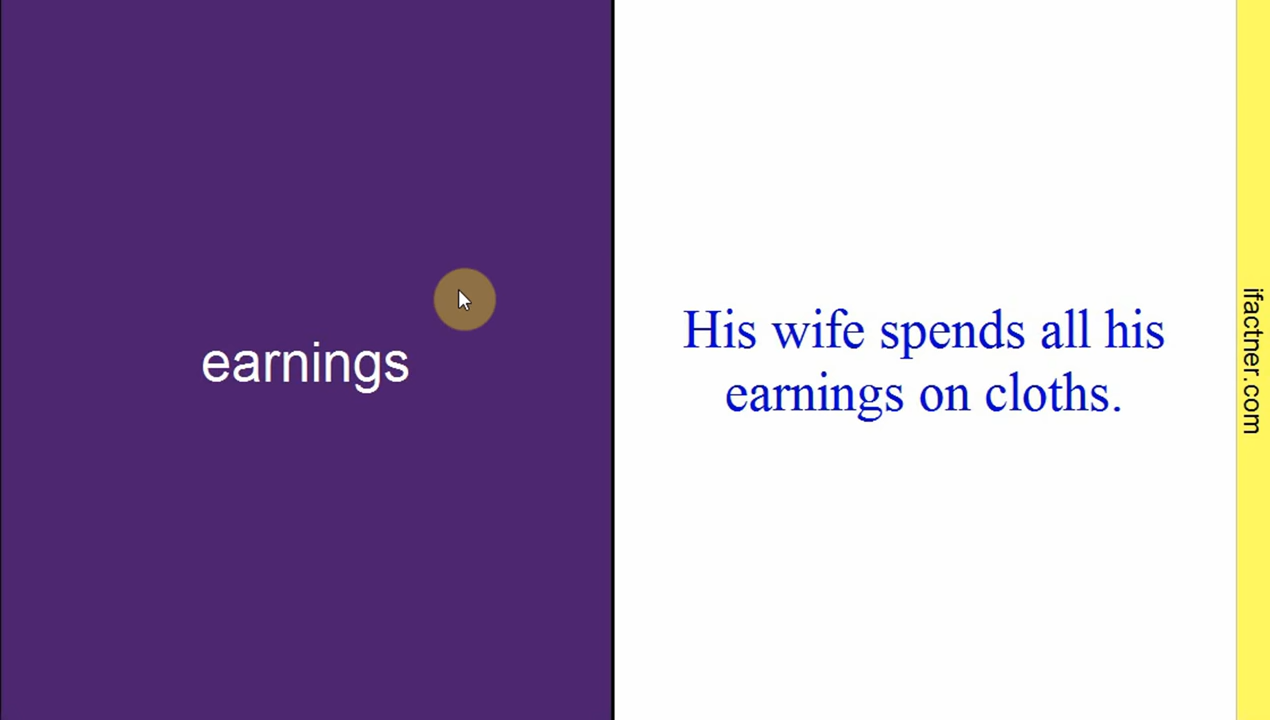 earnings
His wife spends all his
earnings on cloths.
ifactner.com